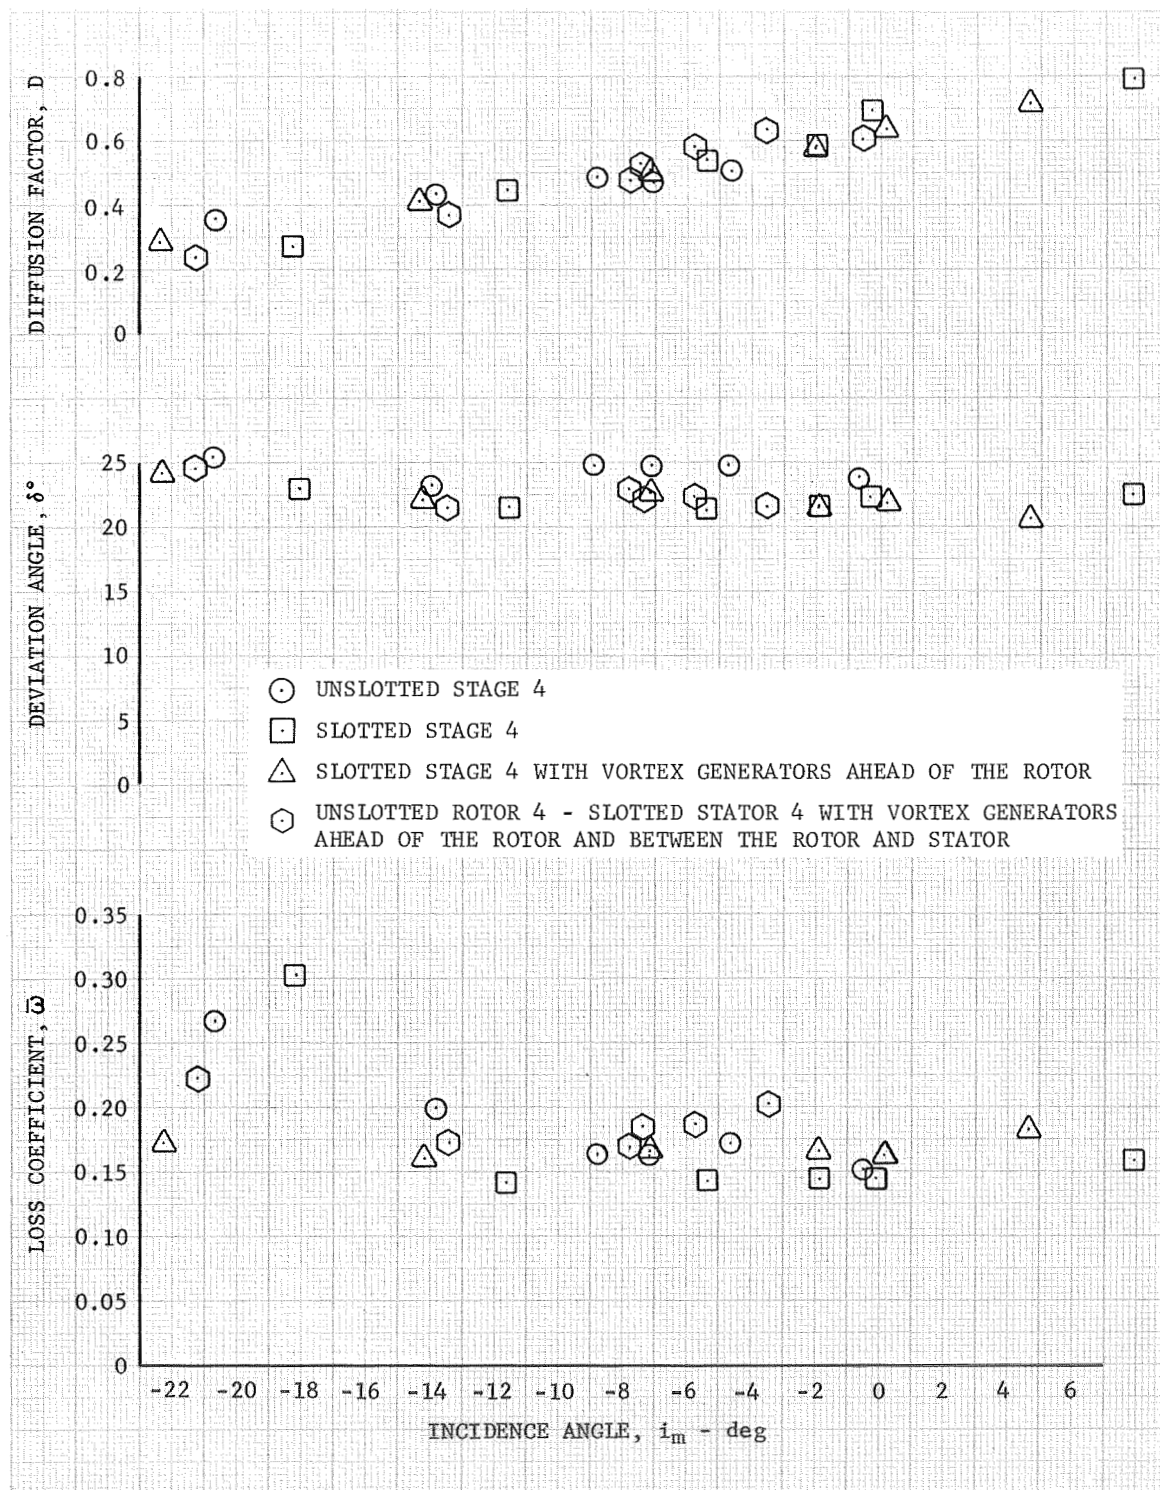 DIFFUSION FACTOR, D
0.8
0.6
0.4
0.2
0
DEVIATION ANGLE, δ°
25
20
15
10
5
0
UNSLOTTED STAGE 4
SLOTTED STAGE 4
SLOTTED STAGE 4 WITH VORTEX GENERATORS AHEAD OF THE ROTOR
UNSLOTTED ROTOR 4 - SLOTTED STATOR 4 WITH VORTEX GENERATORS
AHEAD OF THE ROTOR AND BETWEEN THE ROTOR AND STATOR
LOSS COEFFICIENT, ω̄
0.35
0.30
0.25
0.20
0.15
0.10
0.05
0
-22 -20 -18 -16 -14 -12 -10 -8 -6 -4 -2 0 2 4 6
INCIDENCE ANGLE, iₘ - deg